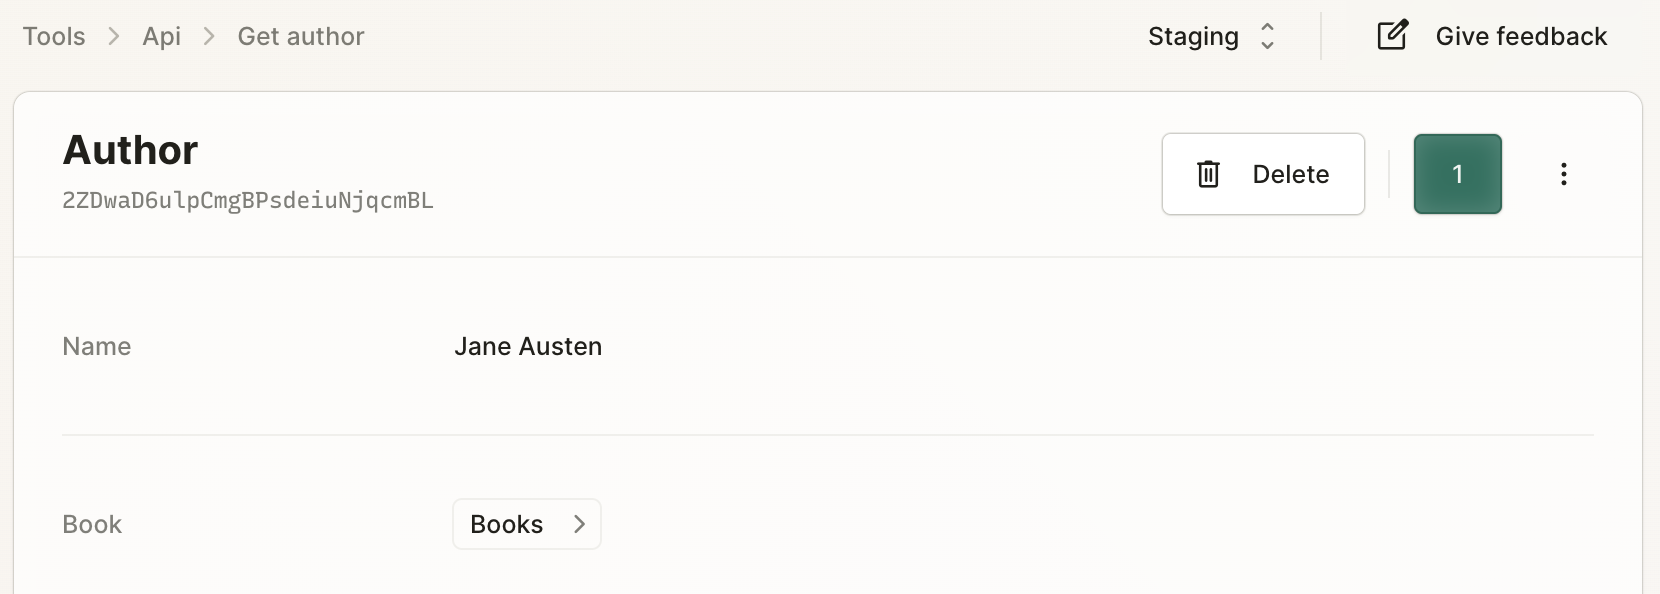 Tools > Api > Get author
Staging
Give feedback
Author
2ZDwaD6ulpCmgBPsdeiuNjqcmBL
Delete
1
Name
Jane Austen
Book
Books